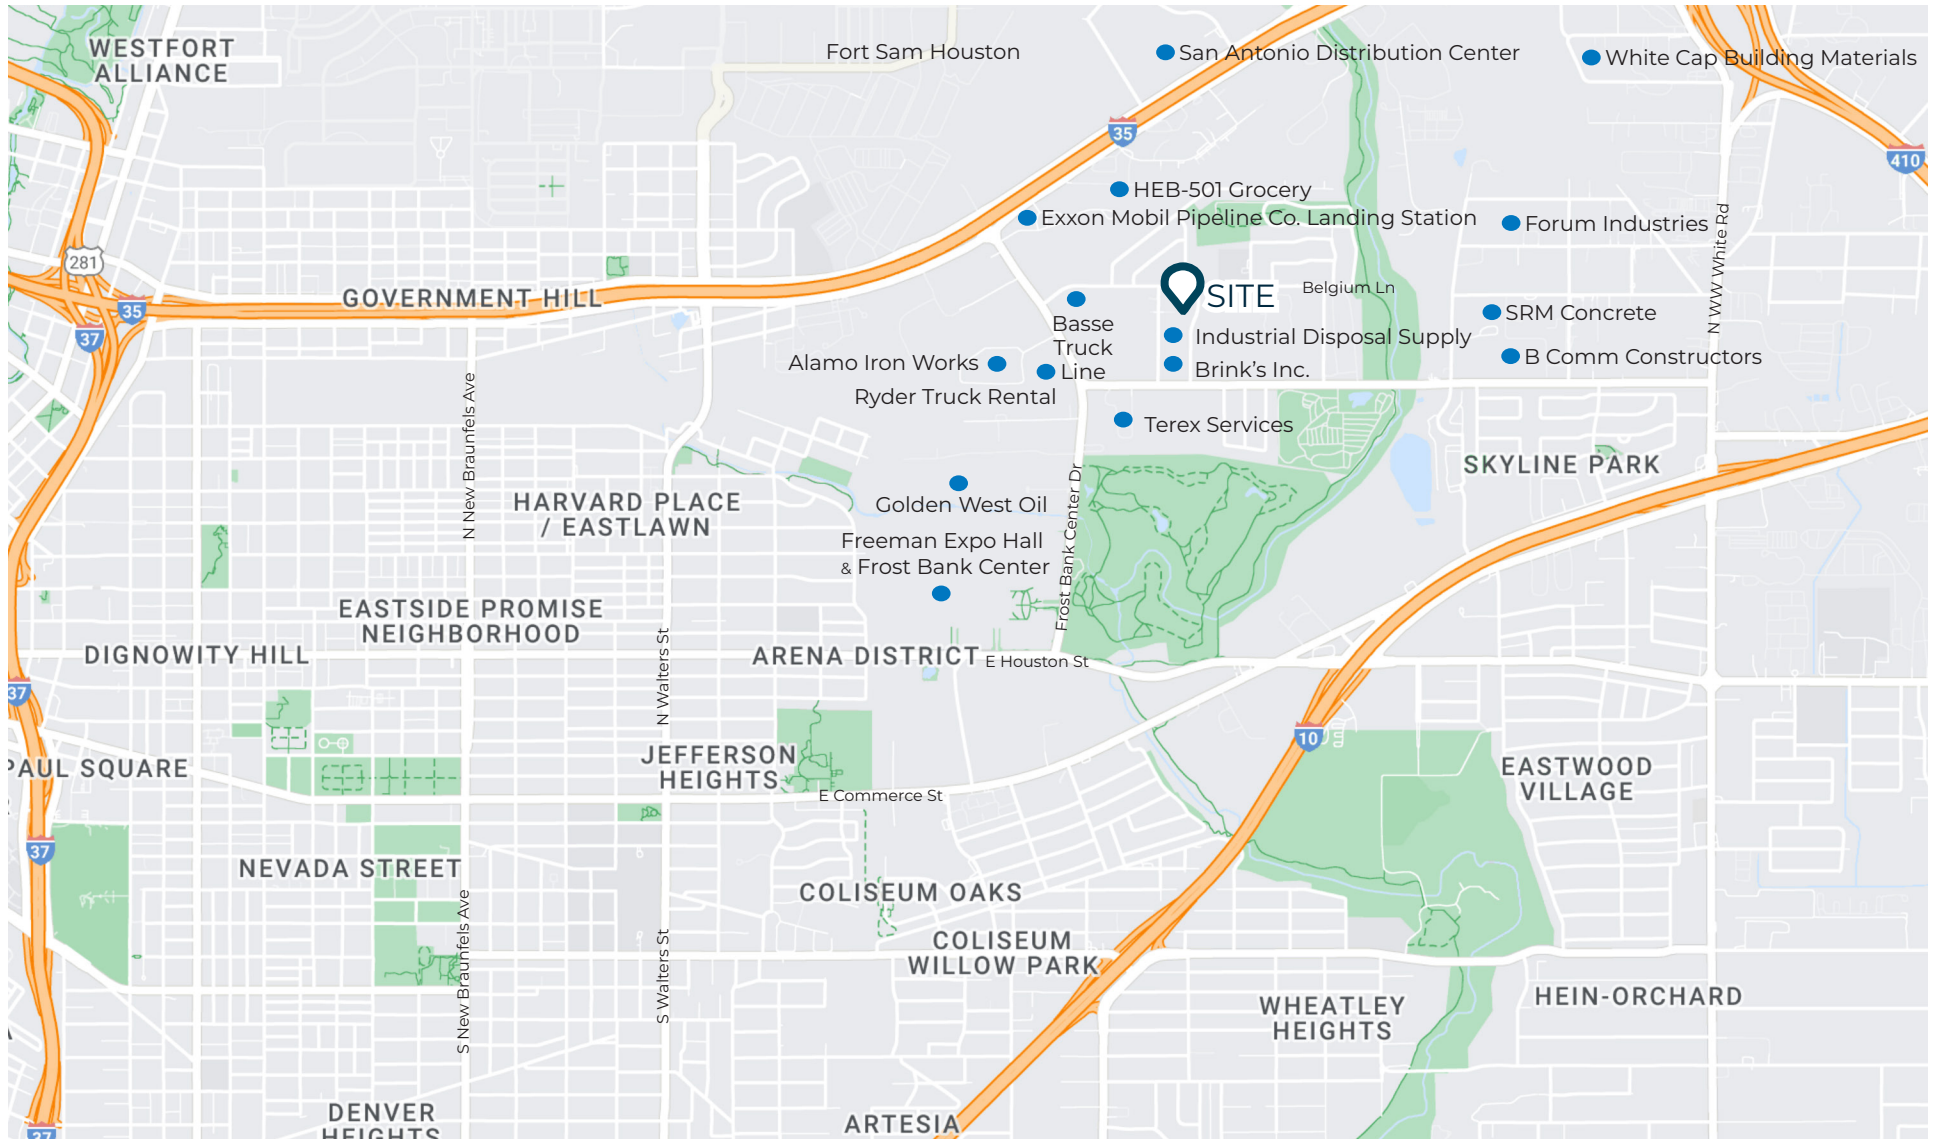 WESTFORT
ALLIANCE
Fort Sam Houston
San Antonio Distribution Center
White Cap Building Materials
35
410
HEB-501 Grocery
Exxon Mobil Pipeline Co. Landing Station
Forum Industries
N WW White Rd
281
35
37
GOVERNMENT HILL
SITE
Belgium Ln
Basse
Truck
Line
SRM Concrete
Industrial Disposal Supply
B Comm Constructors
Alamo Iron Works
Brink's Inc.
Ryder Truck Rental
Terex Services
N New Braunfels Ave
SKYLINE PARK
HARVARD PLACE
/ EASTLAWN
Golden West Oil
Frost Bank Center Dr
Freeman Expo Hall
& Frost Bank Center
EASTSIDE PROMISE
NEIGHBORHOOD
DIGNOWITY HILL
N Walters St
ARENA DISTRICT
E Houston St
37
10
PAUL SQUARE
JEFFERSON
HEIGHTS
E Commerce St
EASTWOOD
VILLAGE
37
NEVADA STREET
COLISEUM OAKS
S New Braunfels Ave
S Walters St
COLISEUM
WILLOW PARK
WHEATLEY
HEIGHTS
HEIN-ORCHARD
DENVER
HEIGHTS
ARTESIA
37